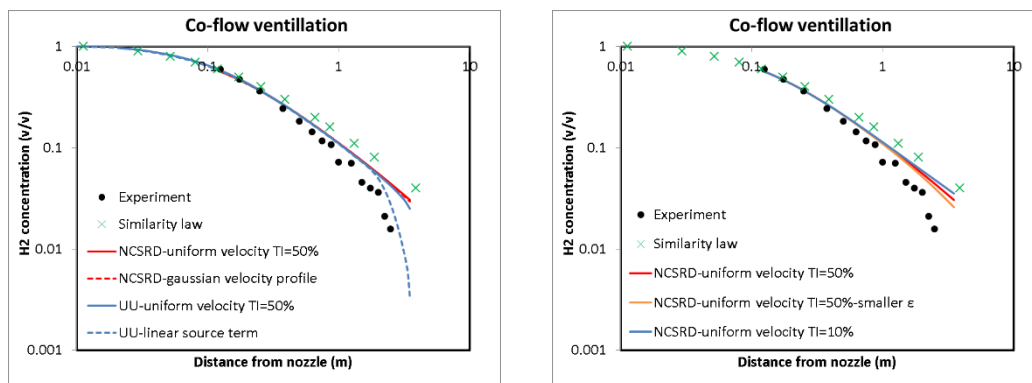 Co-flow ventillation
1
0.01
0.1
1
10
0.1
0.01
0.001
H2 concentration (v/v)
Experiment
Similarity law
NCSRD-uniform velocity TI=50%
NCSRD-gaussian velocity profile
UU-uniform velocity TI=50%
UU-linear source term
Distance from nozzle (m)
Co-flow ventillation
1
0.01
0.1
1
10
0.1
0.01
0.001
H2 concentration (v/v)
Experiment
Similarity law
NCSRD-uniform velocity TI=50%
NCSRD-uniform velocity TI=50%-smaller ε
NCSRD-uniform velocity TI=10%
Distance from nozzle (m)